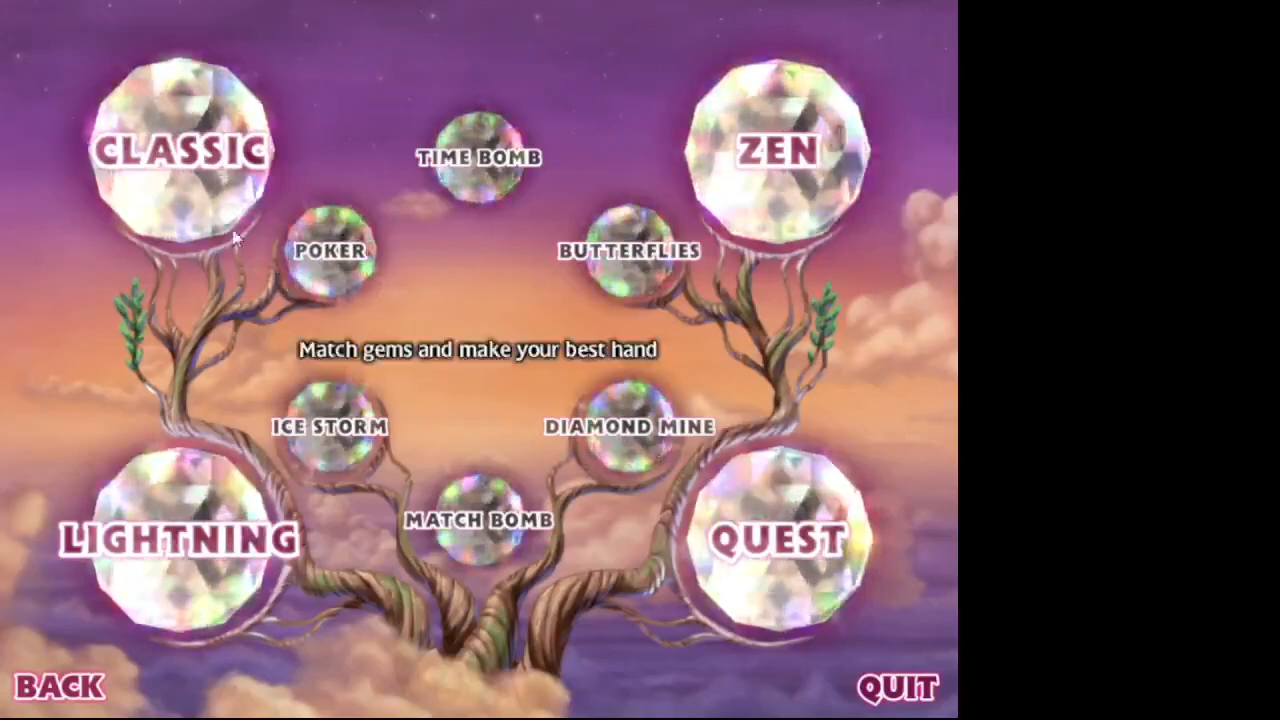 CLASSIC
TIME BOMB
ZEN
POKER
BUTTERFLIES
Match gems and make your best hand
ICE STORM
DIAMOND MINE
MATCH BOMB
LIGHTNING
QUEST
BACK
QUIT